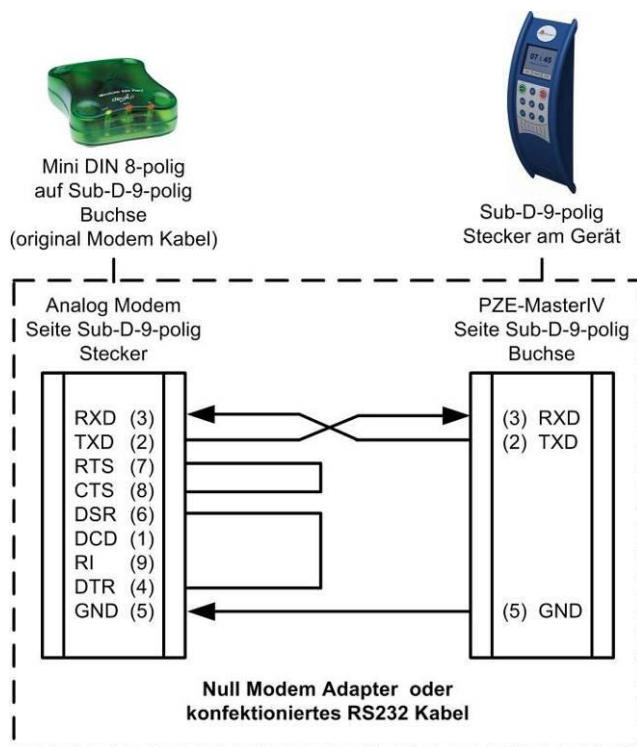 07 : 45
Mini DIN 8-polig
auf Sub-D-9-polig
Buchse
(original Modem Kabel)
Sub-D-9-polig
Stecker am Gerät
Analog Modem
Seite Sub-D-9-polig
Stecker
PZE-MasterIV
Seite Sub-D-9-polig
Buchse
RXD (3)
TXD (2)
RTS (7)
CTS (8)
DSR (6)
DCD (1)
RI (9)
DTR (4)
GND (5)
(3) RXD
(2) TXD
(5) GND
Null Modem Adapter oder
konfektioniertes RS232 Kabel